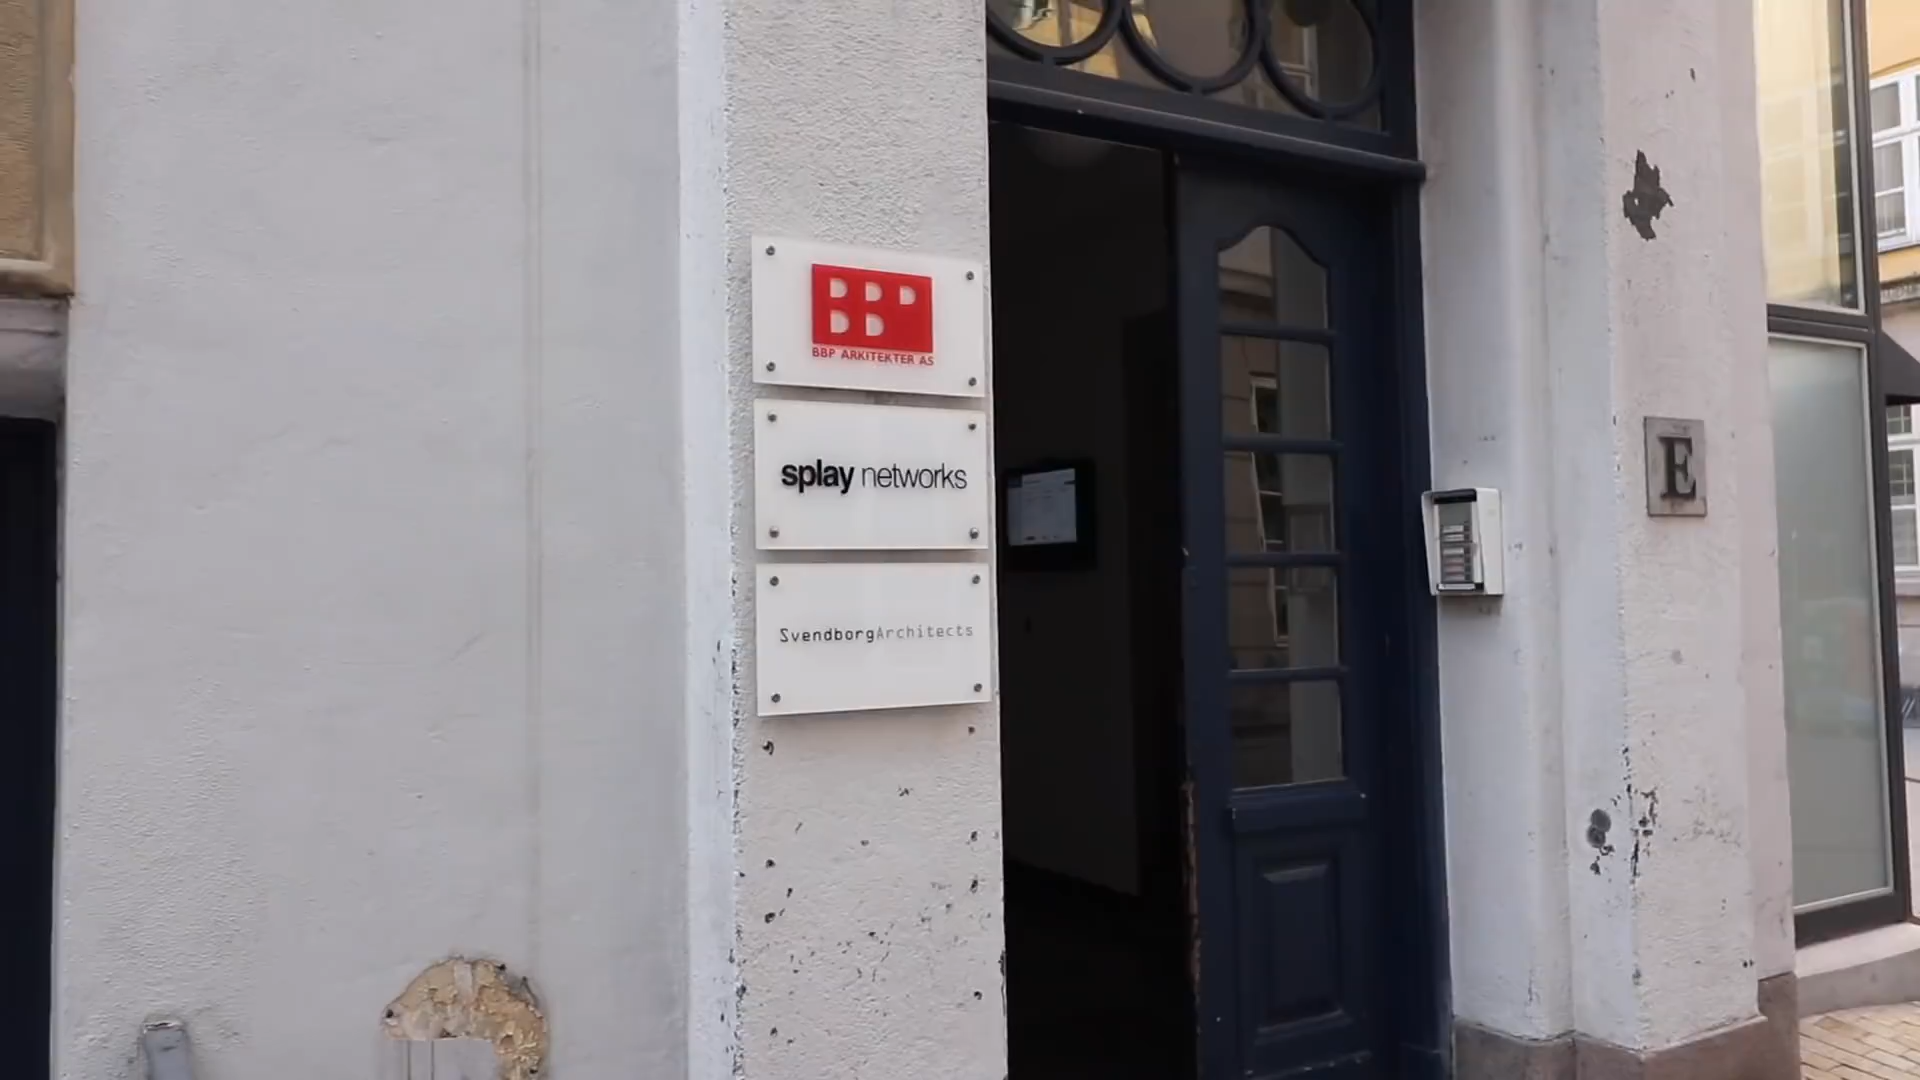 BBP
BBP ARKITEKTER AS
splay networks
SvendborgArchitects
E